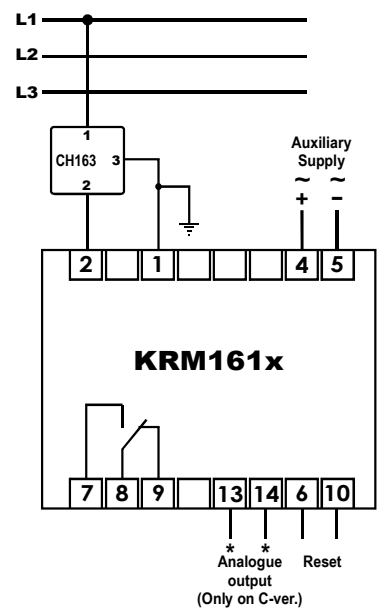 L1
L2
L3
1
CH163 3
2
Auxiliary
Supply
~ ~
+ –
2 1 4 5
KRM161x
7 8 9 13 14 6 10
* *
Analogue Reset
output
(Only on C-ver.)